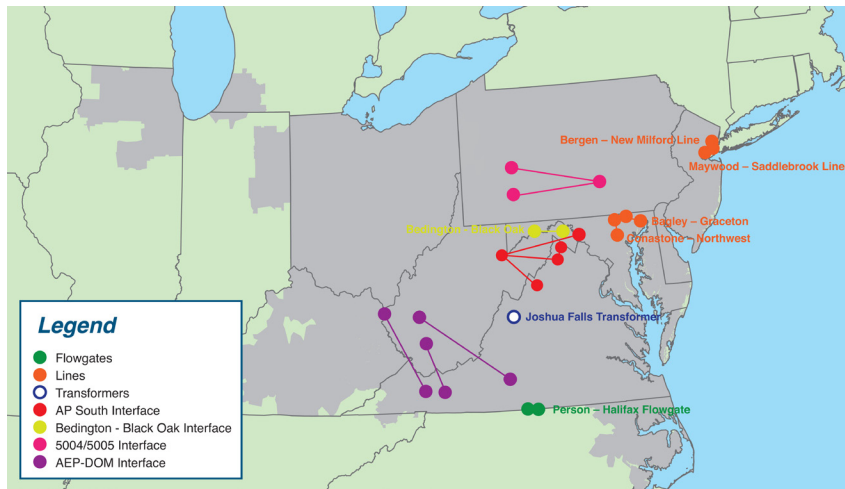 Bergen – New Milford Line
Maywood – Saddlebrook Line
Bagley – Graceton
Bedington - Black Oak
Conastone – Northwest
Joshua Falls Transformer
Person – Halifax Flowgate
Legend
Flowgates
Lines
Transformers
AP South Interface
Bedington - Black Oak Interface
5004/5005 Interface
AEP-DOM Interface